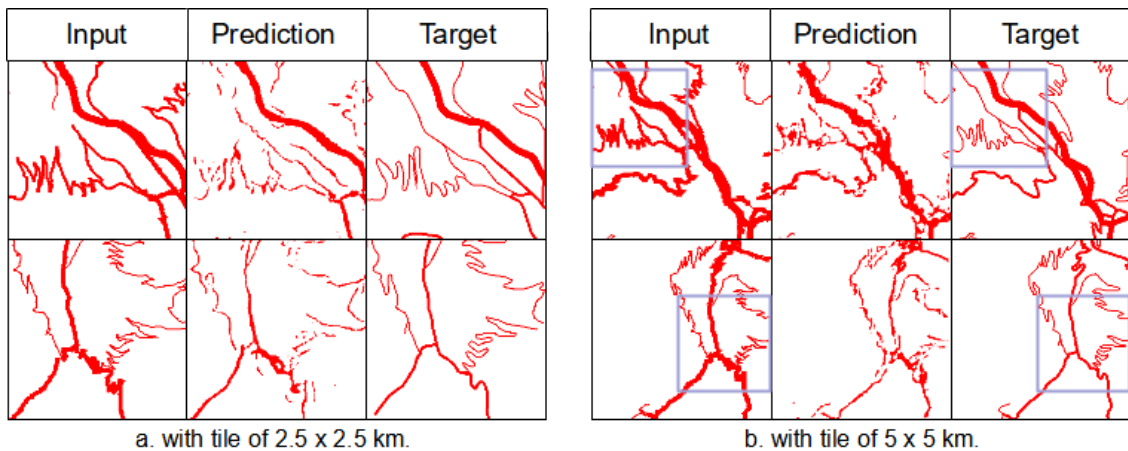 Input Prediction Target
a. with tile of 2.5 x 2.5 km.
Input Prediction Target
b. with tile of 5 x 5 km.